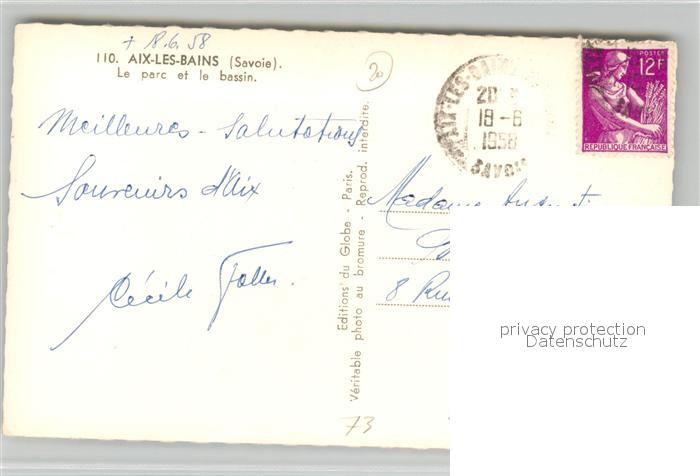 + 18.6.58
110. AIX-LES-BAINS (Savoie).
Le parc et le bassin.
20
Meilleures - Salutations
Souvenirs d'Aix
Cécile
Editions du Globe - Paris.
Véritable photo au bromure - Reprod. interdite.
AIX-LES-BAINS
20
18-6
1958
SAVOIE
12F
POSTES
REPUBLIQUE FRANÇAISE
Madame
8 Rue
privacy protection
Datenschutz
73